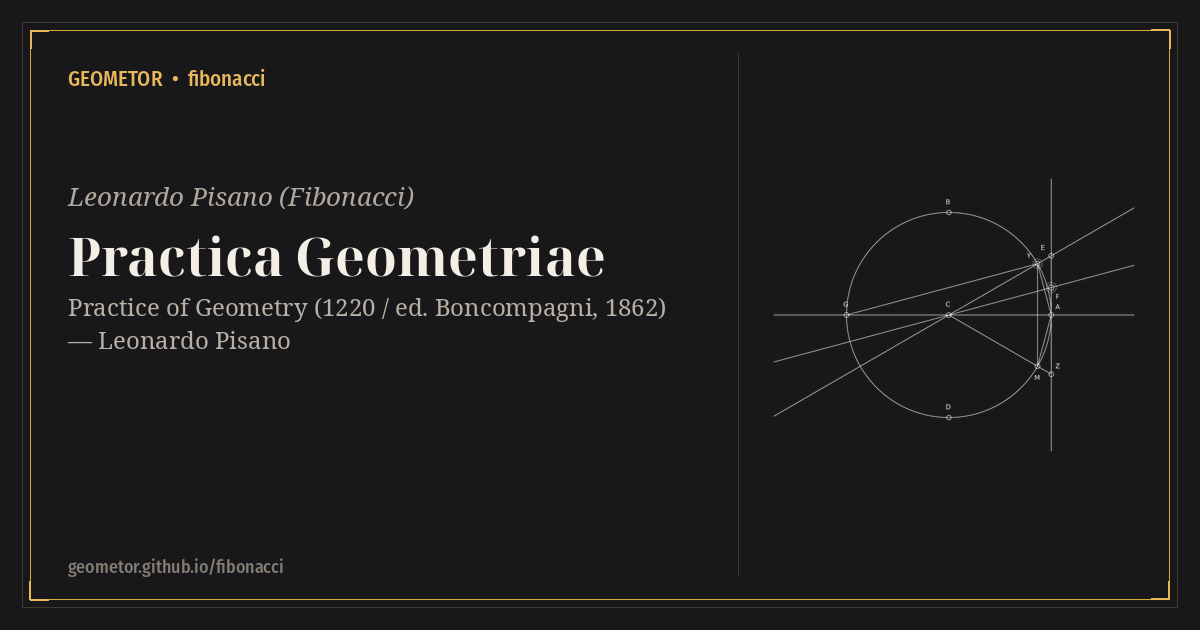 GEOMETOR • fibonacci
Leonardo Pisano (Fibonacci)
Practica Geometriae
Practice of Geometry (1220 / ed. Boncompagni, 1862)
— Leonardo Pisano
geometor.github.io/fibonacci
B
E
Y
G
C
F
A
Z
M
D